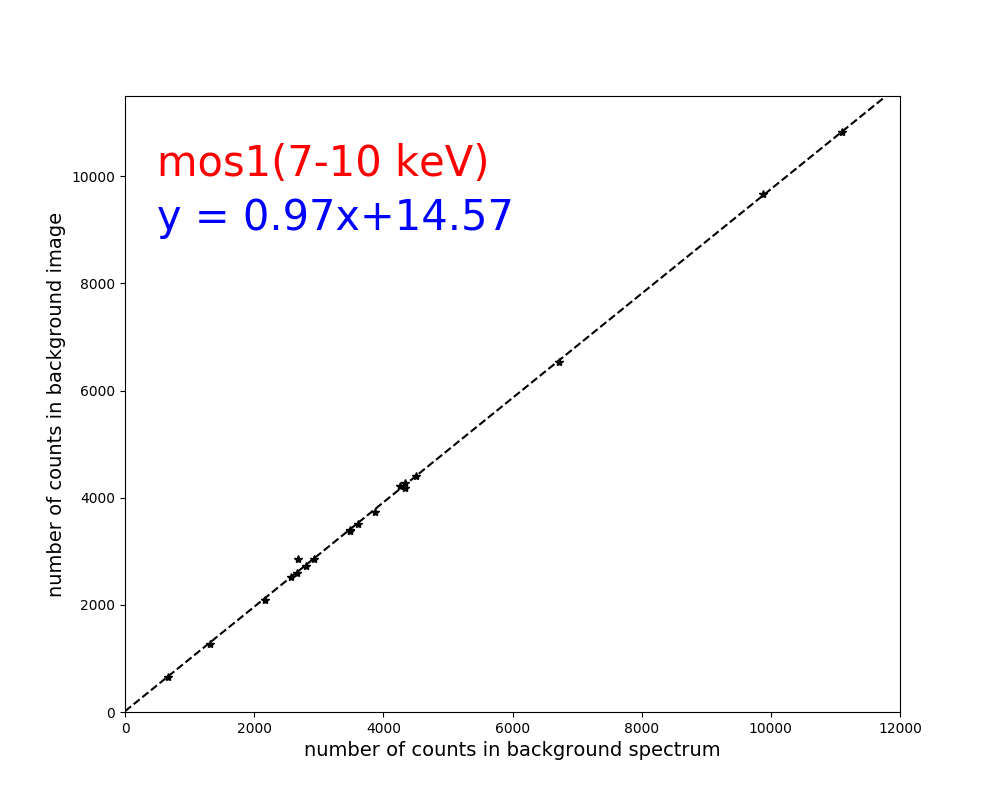 mos1(7-10 keV)
y = 0.97x+14.57
number of counts in background image
10000
8000
6000
4000
2000
0
0 2000 4000 6000 8000 10000 12000
number of counts in background spectrum